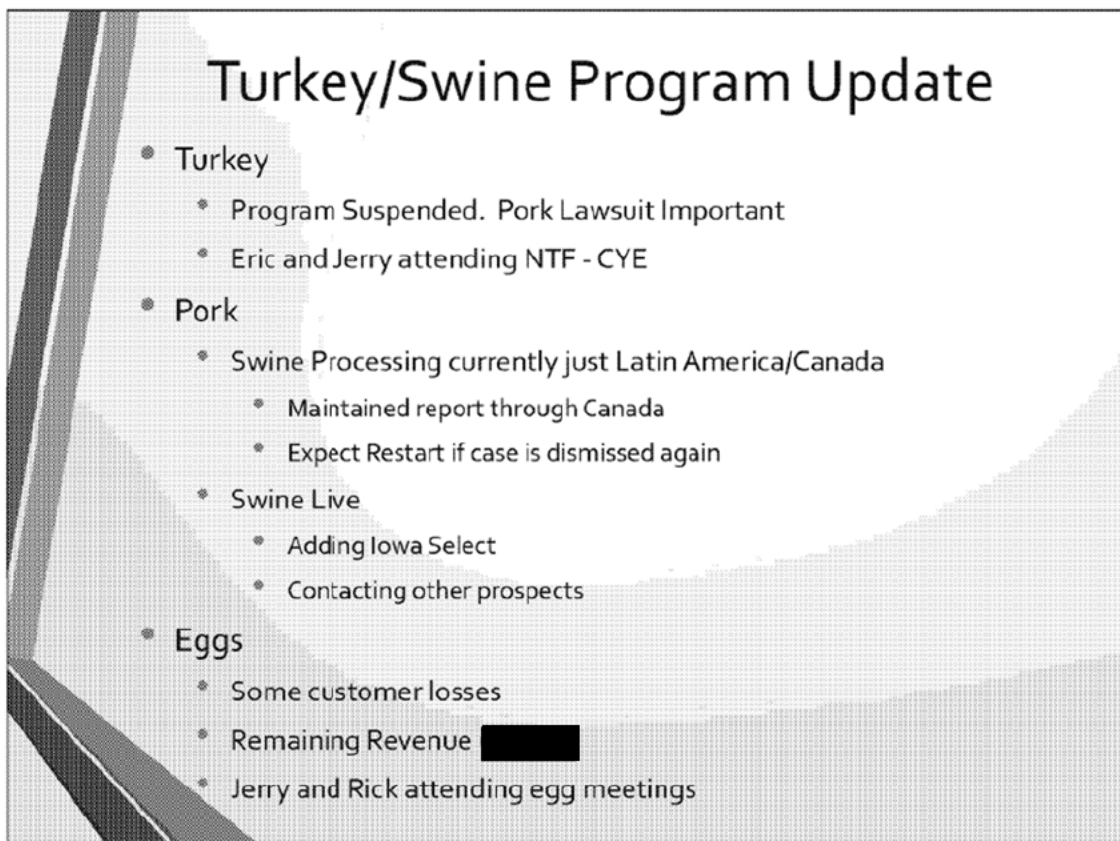 Turkey/Swine Program Update
Turkey
Program Suspended. Pork Lawsuit Important
Eric and Jerry attending NTF - CYE
Pork
Swine Processing currently just Latin America/Canada
Maintained report through Canada
Expect Restart if case is dismissed again
Swine Live
Adding Iowa Select
Contacting other prospects
Eggs
Some customer losses
Remaining Revenue
Jerry and Rick attending egg meetings